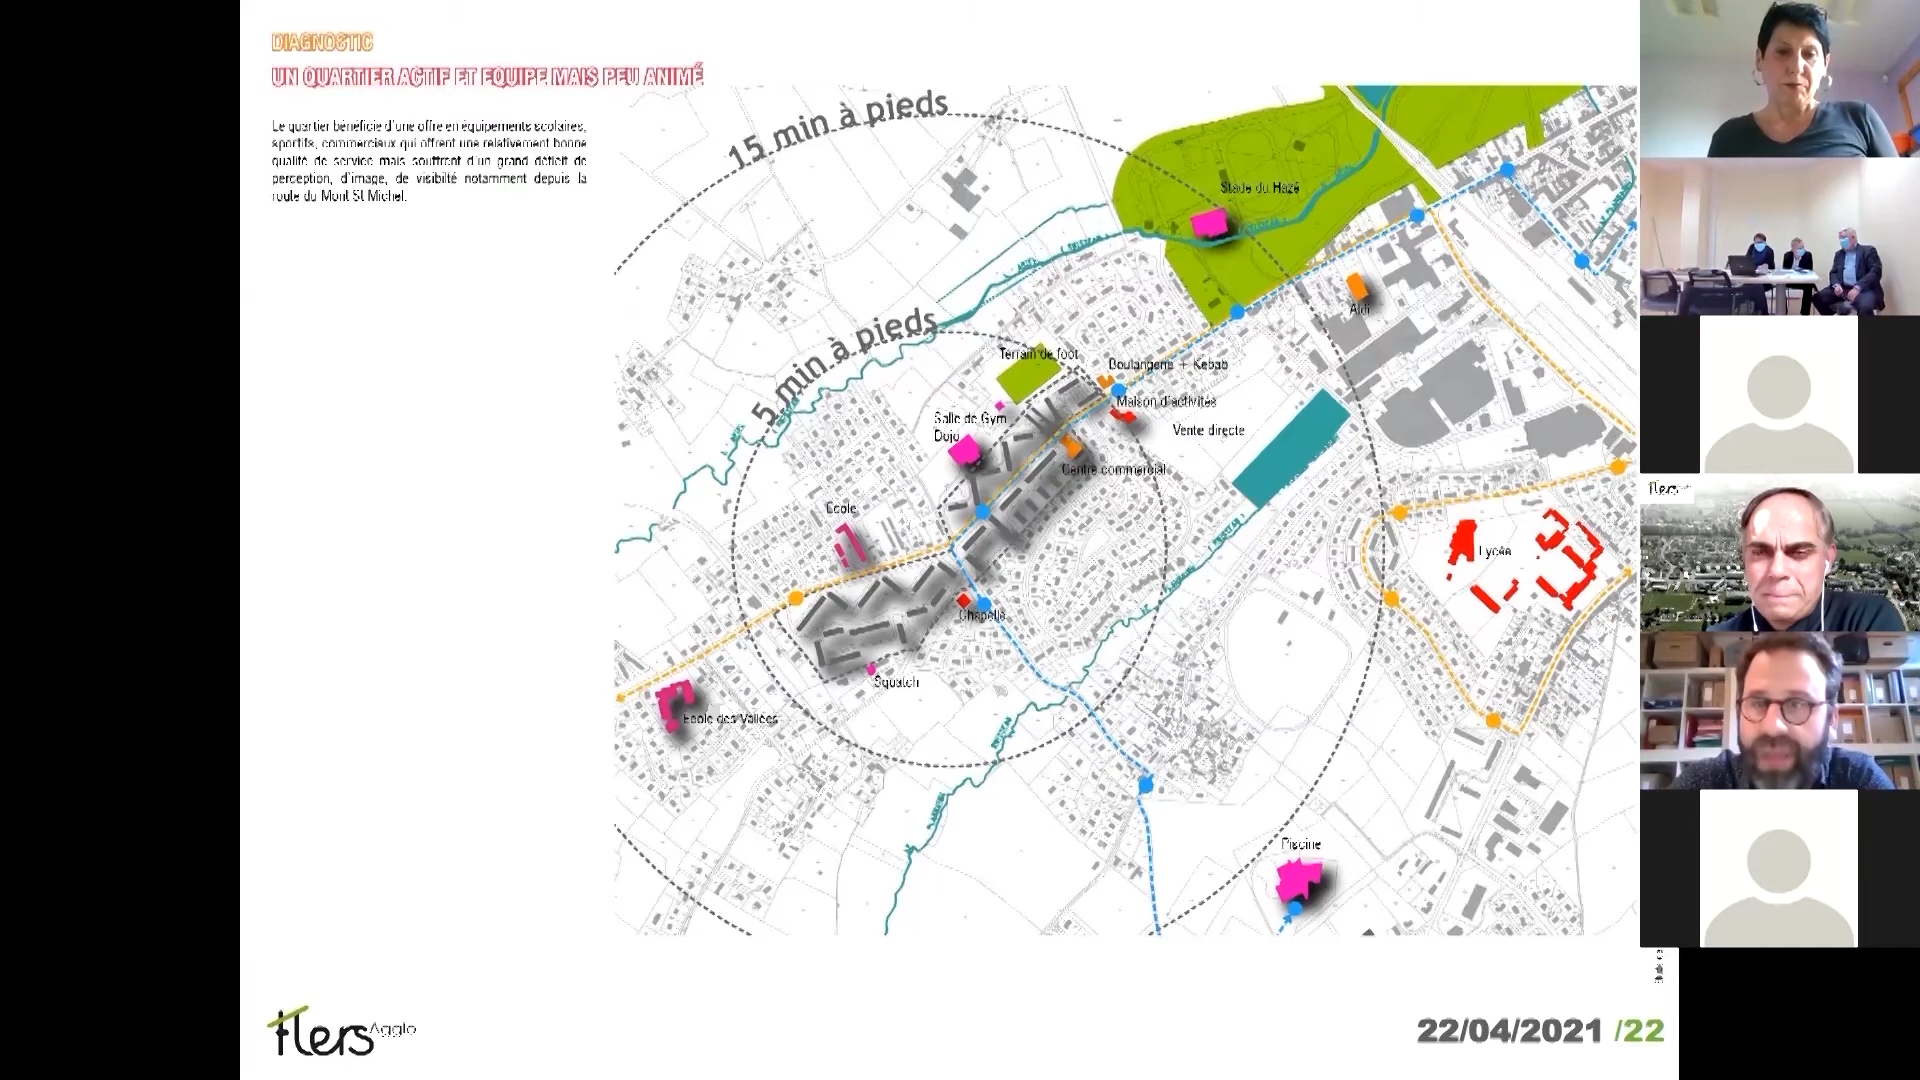 DIAGNOSTIC
UN QUARTIER ACTIF ET EQUIPE MAIS PEU ANIMÉ
Le quartier bénéficie d'une offre en équipements scolaires,
sportifs, commerciaux qui offrent une relativement bonne
qualité de service mais souffrent d'un grand déficit de
perception, d'image, de visibilté notamment depuis la
route du Mont St Michel.
15 min à pieds
5 min à pieds
Stade du Hazé
Aldi
Terrain de foot
Boulangerie + Kebab
Maison d'activités
Salle de Gym
Dojo
Vente directe
Centre commercial
Ecole
Lycée
Chapelle
Squatch
Ecole des Vallées
Piscine
flers
flers Agglo
22/04/2021 /22